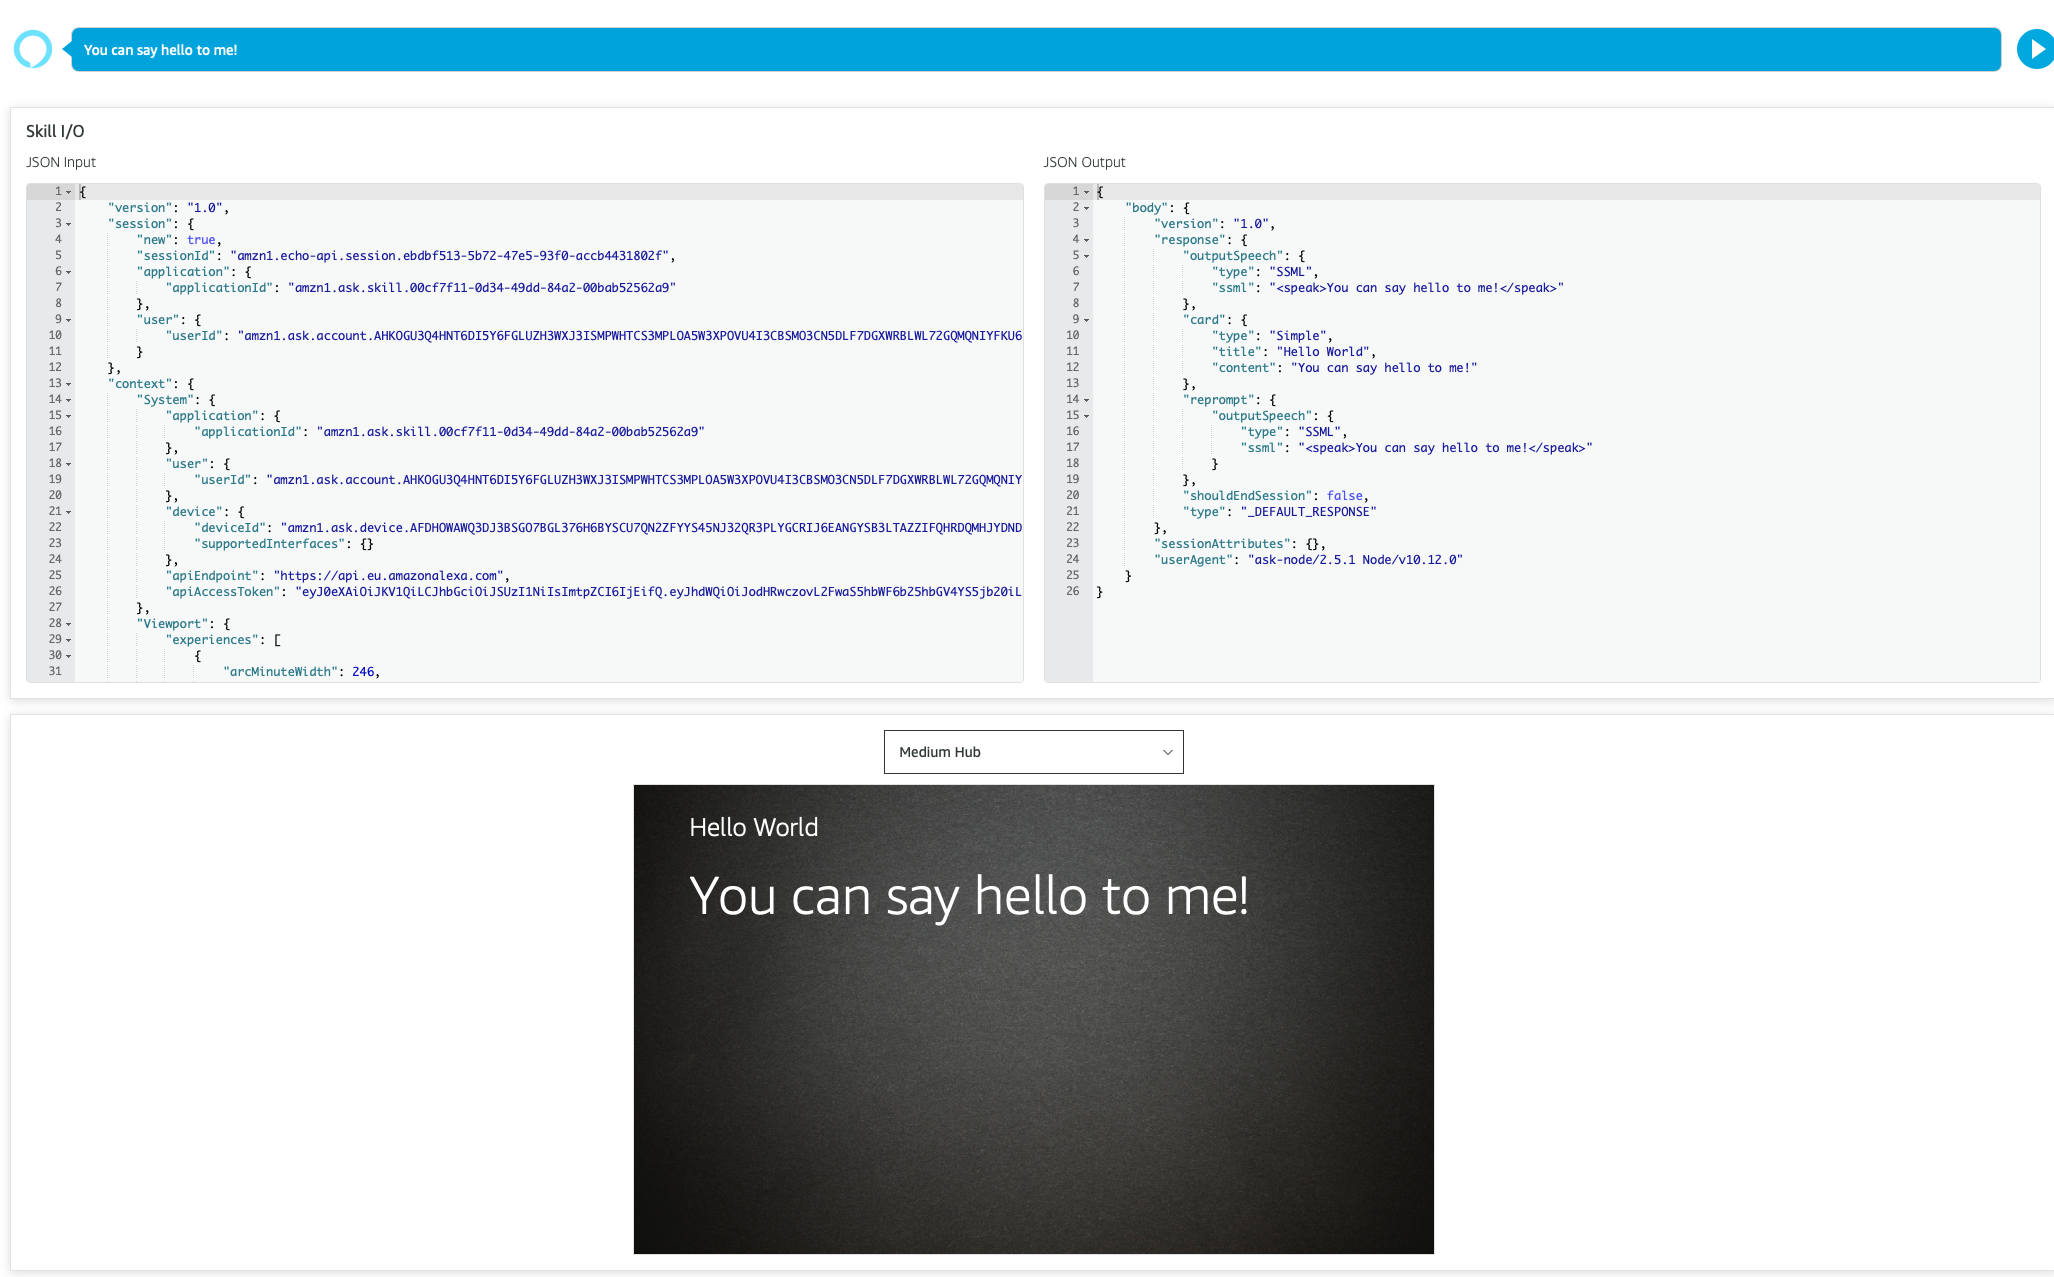 You can say hello to me!
Skill I/O
JSON Input
1 {
2 "version": "1.0",
3 "session": {
4 "new": true,
5 "sessionId": "amzn1.echo-api.session.ebdbf513-5b72-47e5-93f0-accb4431802f",
6 "application": {
7 "applicationId": "amzn1.ask.skill.00cf7f11-0d34-49dd-84a2-00bab52562a9"
8 },
9 "user": {
10 "userId": "amzn1.ask.account.AHKOGU3Q4HNT6DI5Y6FGLUZH3WXJ3ISMPWHTCS3MPLOA5W3XPOVU4I3CBSMO3CN5DLF7DGXWRBLWL72GQMQNIYFKU6
11 }
12 },
13 "context": {
14 "System": {
15 "application": {
16 "applicationId": "amzn1.ask.skill.00cf7f11-0d34-49dd-84a2-00bab52562a9"
17 },
18 "user": {
19 "userId": "amzn1.ask.account.AHKOGU3Q4HNT6DI5Y6FGLUZH3WXJ3ISMPWHTCS3MPLOA5W3XPOVU4I3CBSMO3CN5DLF7DGXWRBLWL72GQMQNIY
20 },
21 "device": {
22 "deviceId": "amzn1.ask.device.AFDHOWAWQ3DJ3BSGO7BGL376H6BYSCU7QN2ZFYYS45NJ32QR3PLYGCRIJ6EANGYSB3LTAZZIFQHRDQMHJYDND
23 "supportedInterfaces": {}
24 },
25 "apiEndpoint": "https://api.eu.amazonalexa.com",
26 "apiAccessToken": "eyJ0eXAiOiJKV1QiLCJhbGciOiJSUzI1NiIsImtpZCI6IjEifQ.eyJhdWQiOiJodHRwczovL2FwaS5hbWF6b25hbGV4YS5jb20iL
27 },
28 "Viewport": {
29 "experiences": [
30 {
31 "arcMinuteWidth": 246,
JSON Output
1 {
2 "body": {
3 "version": "1.0",
4 "response": {
5 "outputSpeech": {
6 "type": "SSML",
7 "ssml": "<speak>You can say hello to me!</speak>"
8 },
9 "card": {
10 "type": "Simple",
11 "title": "Hello World",
12 "content": "You can say hello to me!"
13 },
14 "reprompt": {
15 "outputSpeech": {
16 "type": "SSML",
17 "ssml": "<speak>You can say hello to me!</speak>"
18 }
19 },
20 "shouldEndSession": false,
21 "type": "_DEFAULT_RESPONSE"
22 },
23 "sessionAttributes": {},
24 "userAgent": "ask-node/2.5.1 Node/v10.12.0"
25 }
26 }
Medium Hub
Hello World
You can say hello to me!